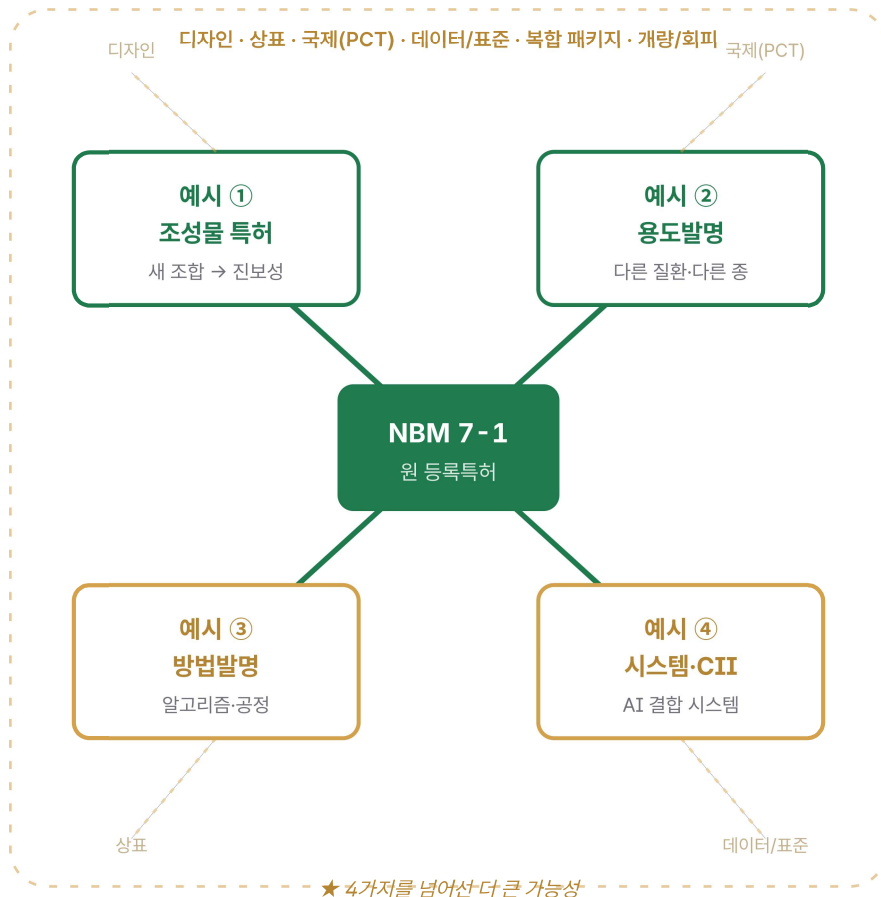 디자인 · 상표 · 국제(PCT) · 데이터/표준 · 복합 패키지 · 개량/회피
디자인
국제(PCT)
예시 ①
조성물 특허
새 조합 → 진보성
예시 ②
용도발명
다른 질환·다른 종
NBM 7-1
원 등록특허
예시 ③
방법발명
알고리즘·공정
예시 ④
시스템·CII
AI 결합 시스템
상표
데이터/표준
★ 4가지를 넘어선 더 큰 가능성